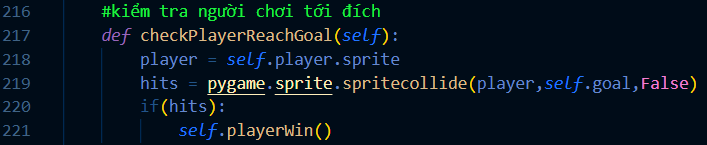 216 #kiểm tra người chơi tới đích
217 def checkPlayerReachGoal(self):
218 player = self.player.sprite
219 hits = pygame.sprite.spritecollide(player,self.goal,False)
220 if(hits):
221 self.playerWin()